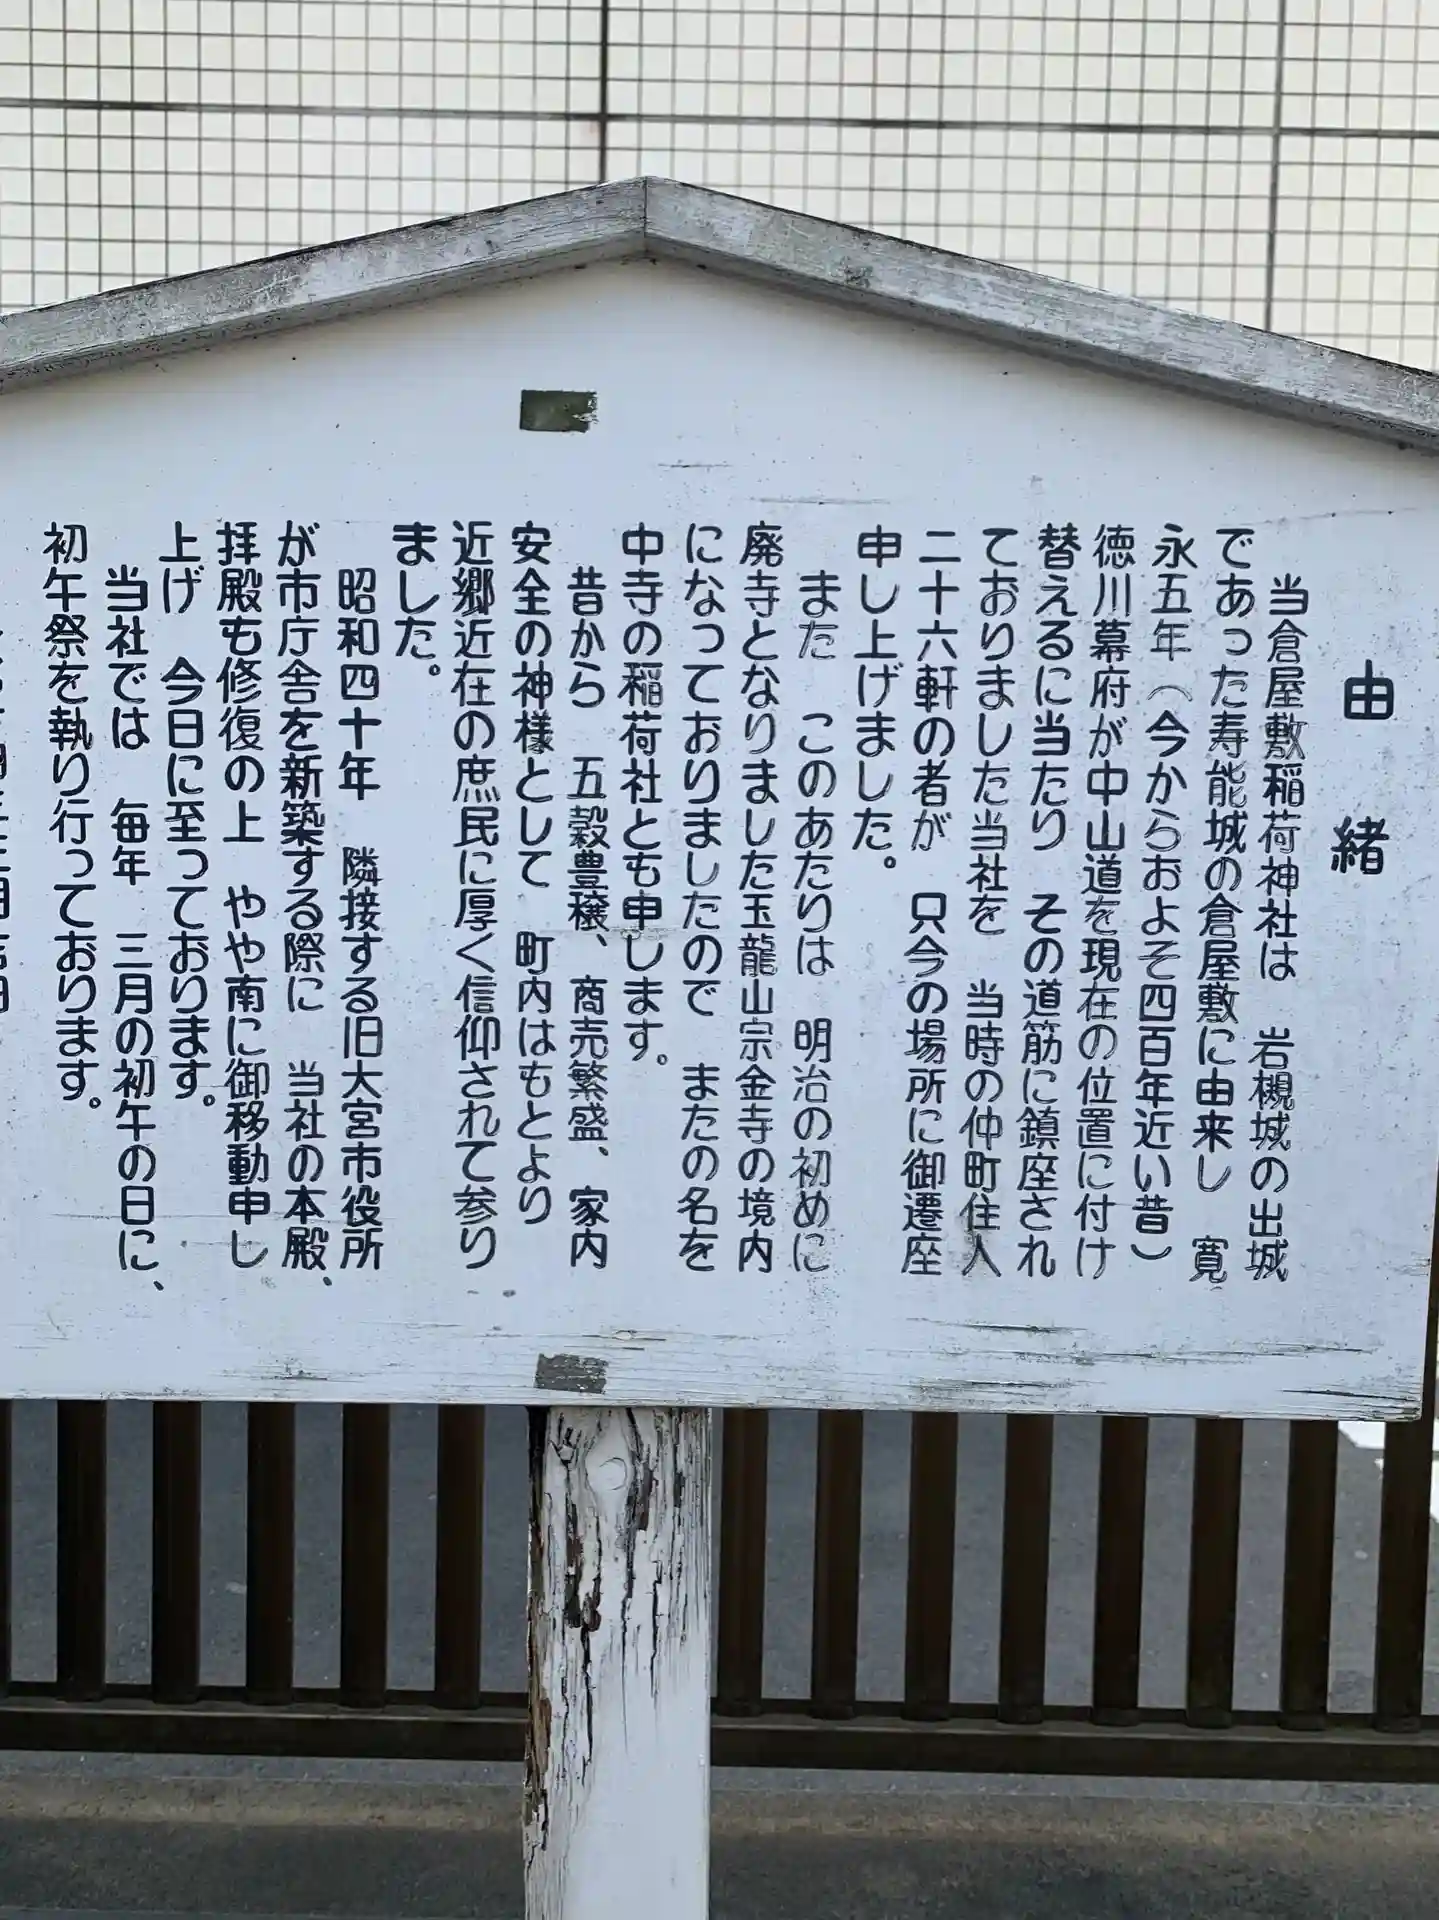 由緒
当倉屋敷稲荷神社は 岩槻城の出城
であった寿能城の倉屋敷に由来し 寛
永五年(今からおよそ四百年近い昔)
徳川幕府が中山道を現在の位置に付け
替えるに当たり その道筋に鎮座され
ておりました当社を 当時の仲町住人
二十六軒の者が 只今の場所に御遷座
申し上げました。
また このあたりは 明治の初めに
廃寺となりました玉龍山宗金寺の境内
になっておりましたので またの名を
中寺の稲荷社とも申します。
昔から 五穀豊穣、商売繁盛、家内
安全の神様として 町内はもとより
近郷近在の庶民に厚く信仰されて参り
ました。
昭和四十年 隣接する旧大宮市役所
が市庁舎を新築する際に 当社の本殿、
拝殿も修復の上 やや南に御移動申し
上げ 今日に至っております。
当社では 毎年 三月の初午の日に、
初午祭を執り行っております。